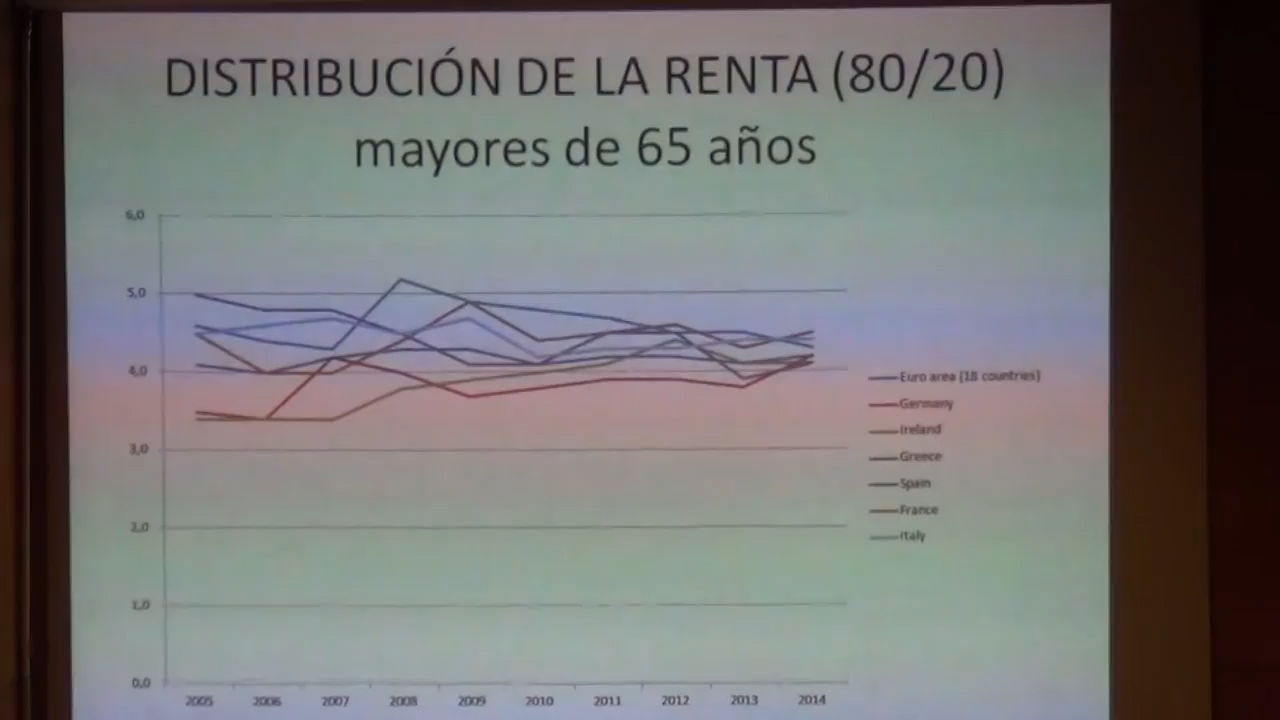 DISTRIBUCIÓN DE LA RENTA (80/20)
mayores de 65 años
6,0
5,0
4,0
3,0
2,0
1,0
0,0
2005 2006 2007 2008 2009 2010 2011 2012 2013 2014
Euro area (18 countries)
Germany
Ireland
Greece
Spain
France
Italy